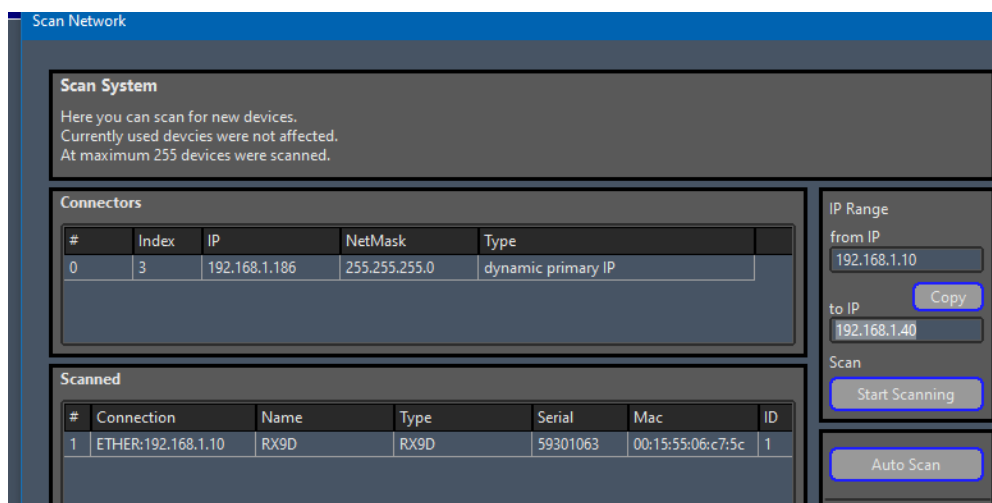 Scan Network
Scan System
Here you can scan for new devices.
Currently used devcies were not affected.
At maximum 255 devices were scanned.
Connectors
# Index IP NetMask Type
0 3 192.168.1.186 255.255.255.0 dynamic primary IP
IP Range
from IP
192.168.1.10
Copy
to IP
192.168.1.40
Scan
Start Scanning
Scanned
# Connection Name Type Serial Mac ID
1 ETHER:192.168.1.10 RX9D RX9D 59301063 00:15:55:06:c7:5c 1
Auto Scan